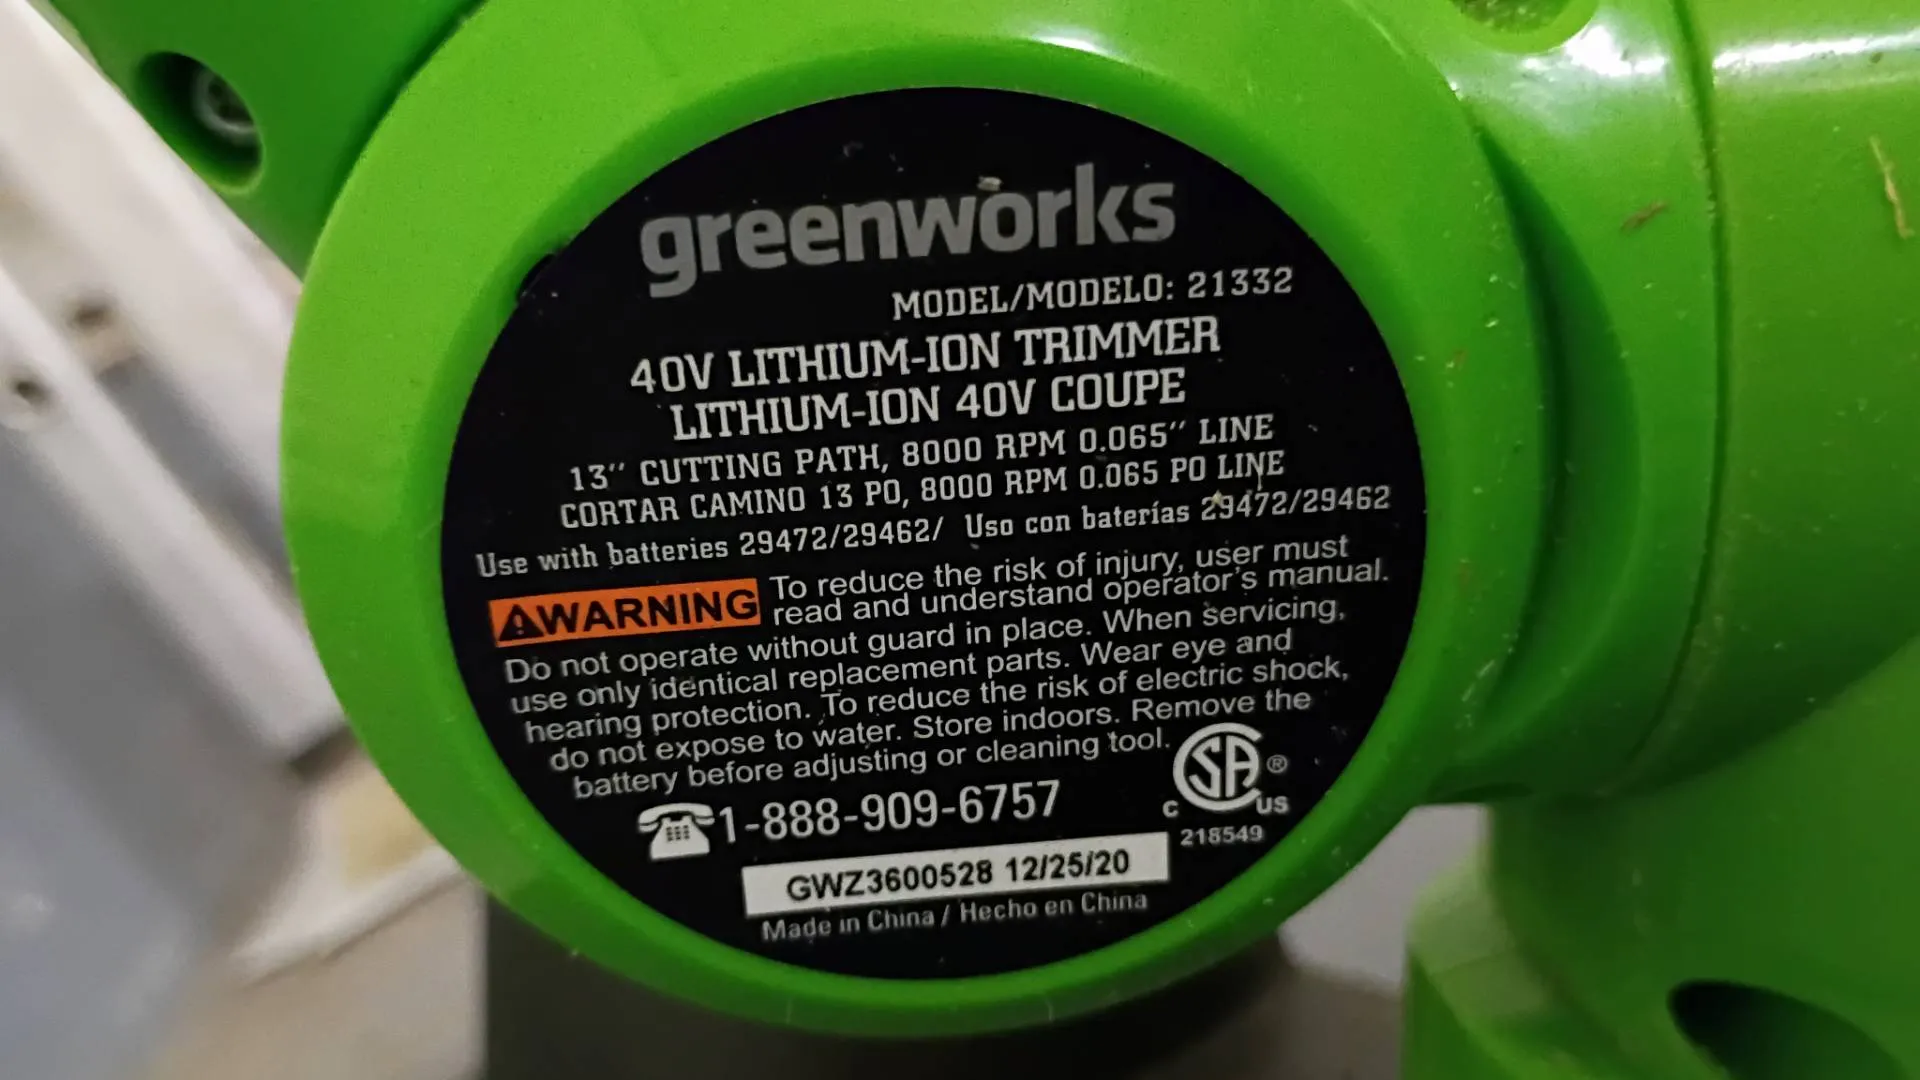 greenworks
MODEL/MODELO: 21332
40V LITHIUM-ION TRIMMER
LITHIUM-ION 40V COUPE
13″ CUTTING PATH, 8000 RPM 0.065″ LINE
CORTAR CAMINO 13 PO, 8000 RPM 0.065 PO LINE
Use with batteries 29472/29462/ Uso con baterías 29472/29462
WARNING To reduce the risk of injury, user must
read and understand operator's manual.
Do not operate without guard in place. When servicing,
use only identical replacement parts. Wear eye and
hearing protection. To reduce the risk of electric shock,
do not expose to water. Store indoors. Remove the
battery before adjusting or cleaning tool.
1-888-909-6757
C SA ® US
218549
GWZ3600528 12/25/20
Made in China / Hecho en China